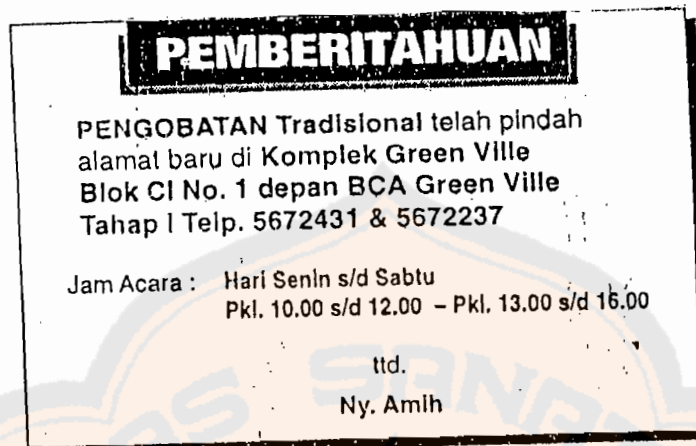 PEMBERITAHUAN
PENGOBATAN Tradisional telah pindah
alamat baru di Komplek Green Ville
Blok CI No. 1 depan BCA Green Ville
Tahap I Telp. 5672431 & 5672237
Jam Acara : Hari Senin s/d Sabtu
Pkl. 10.00 s/d 12.00 – Pkl. 13.00 s/d 16.00
ttd.
Ny. Amih